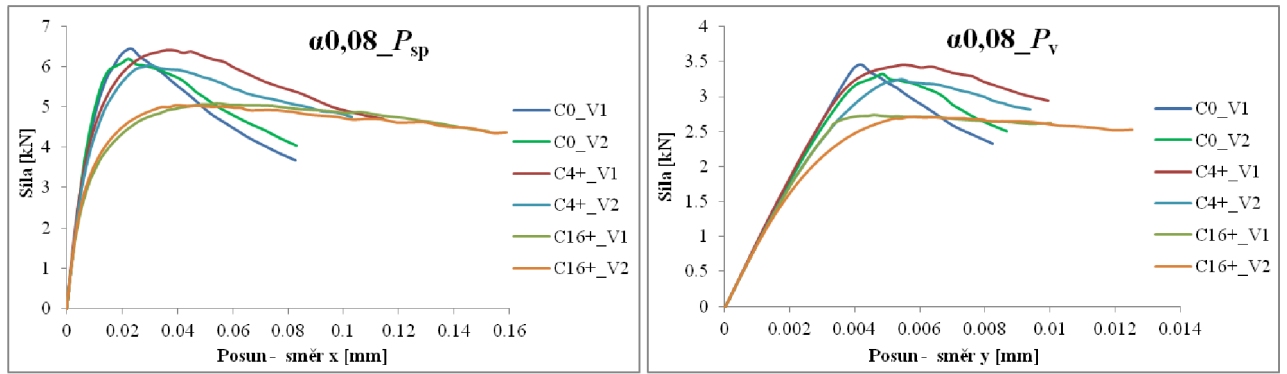 α0,08_Psp
7
6
5
4
3
2
1
0
Síla [kN]
0 0.02 0.04 0.06 0.08 0.1 0.12 0.14 0.16
Posun - směr x [mm]
C0_V1
C0_V2
C4+_V1
C4+_V2
C16+_V1
C16+_V2
α0,08_Pv
4
3.5
3
2.5
2
1.5
1
0.5
0
Síla [kN]
0 0.002 0.004 0.006 0.008 0.01 0.012 0.014
Posun - směr y [mm]
C0_V1
C0_V2
C4+_V1
C4+_V2
C16+_V1
C16+_V2